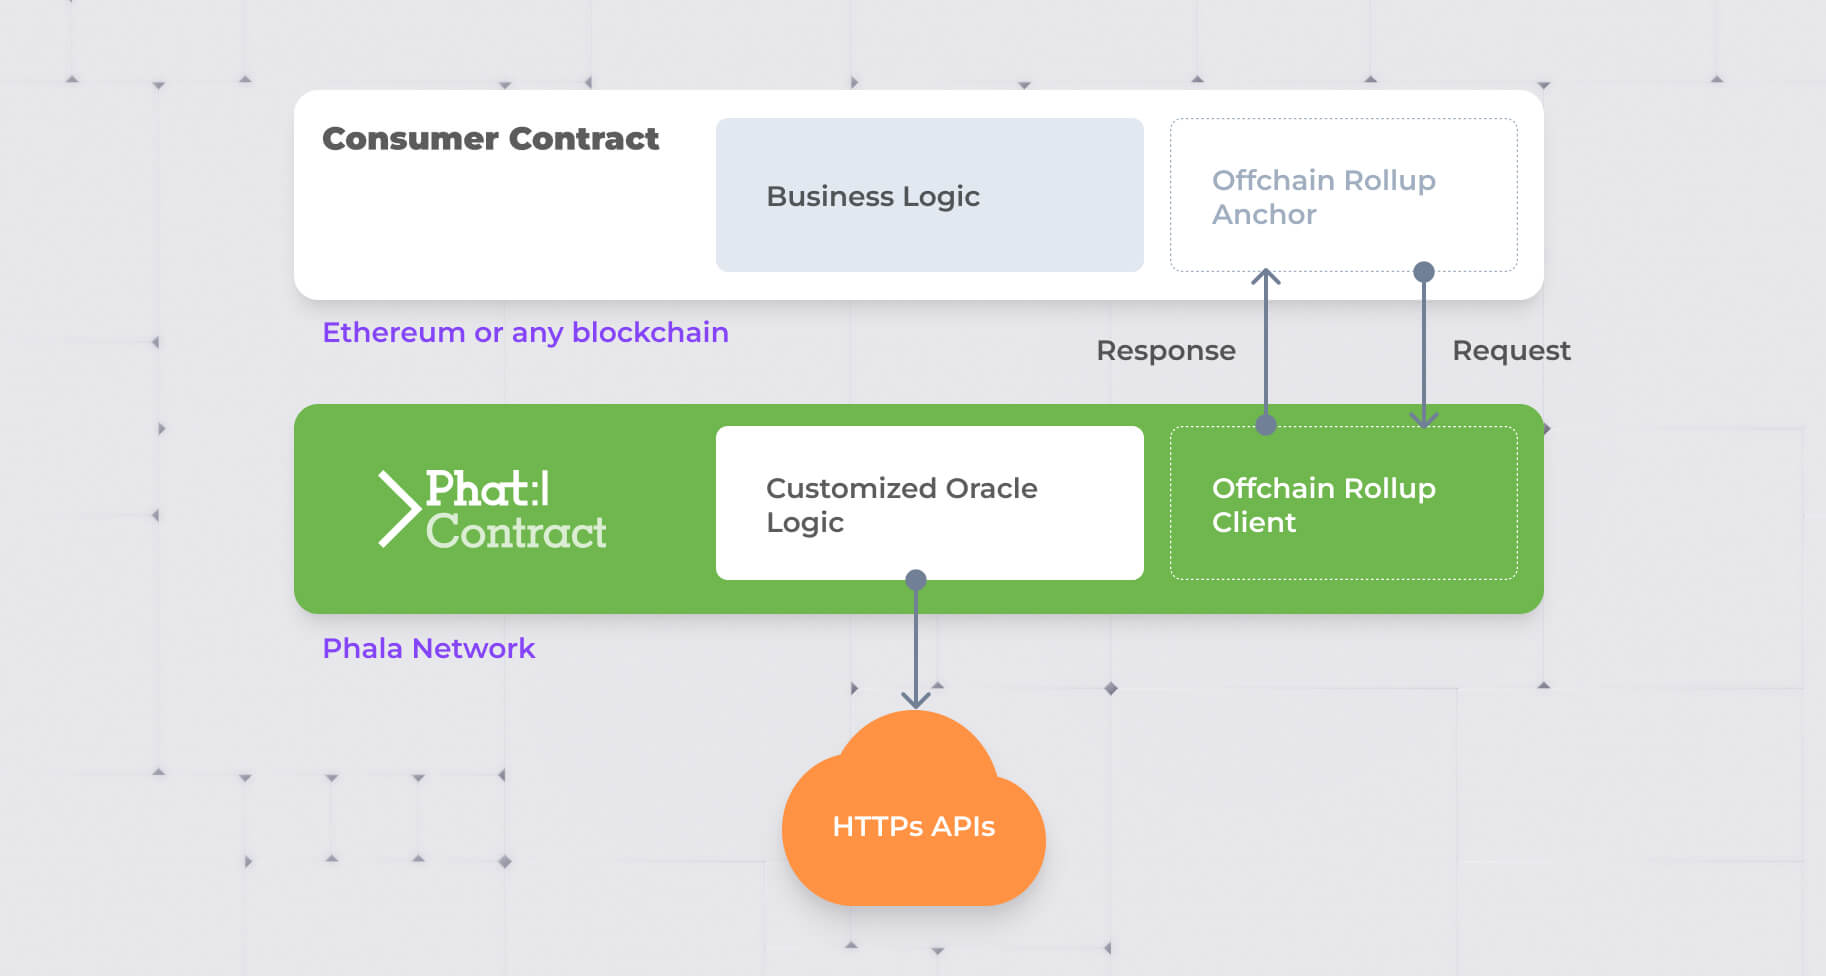 Consumer Contract
Business Logic
Offchain Rollup
Anchor
Ethereum or any blockchain
Response
Request
Phat:|
Contract
Customized Oracle
Logic
Offchain Rollup
Client
Phala Network
HTTPs APIs